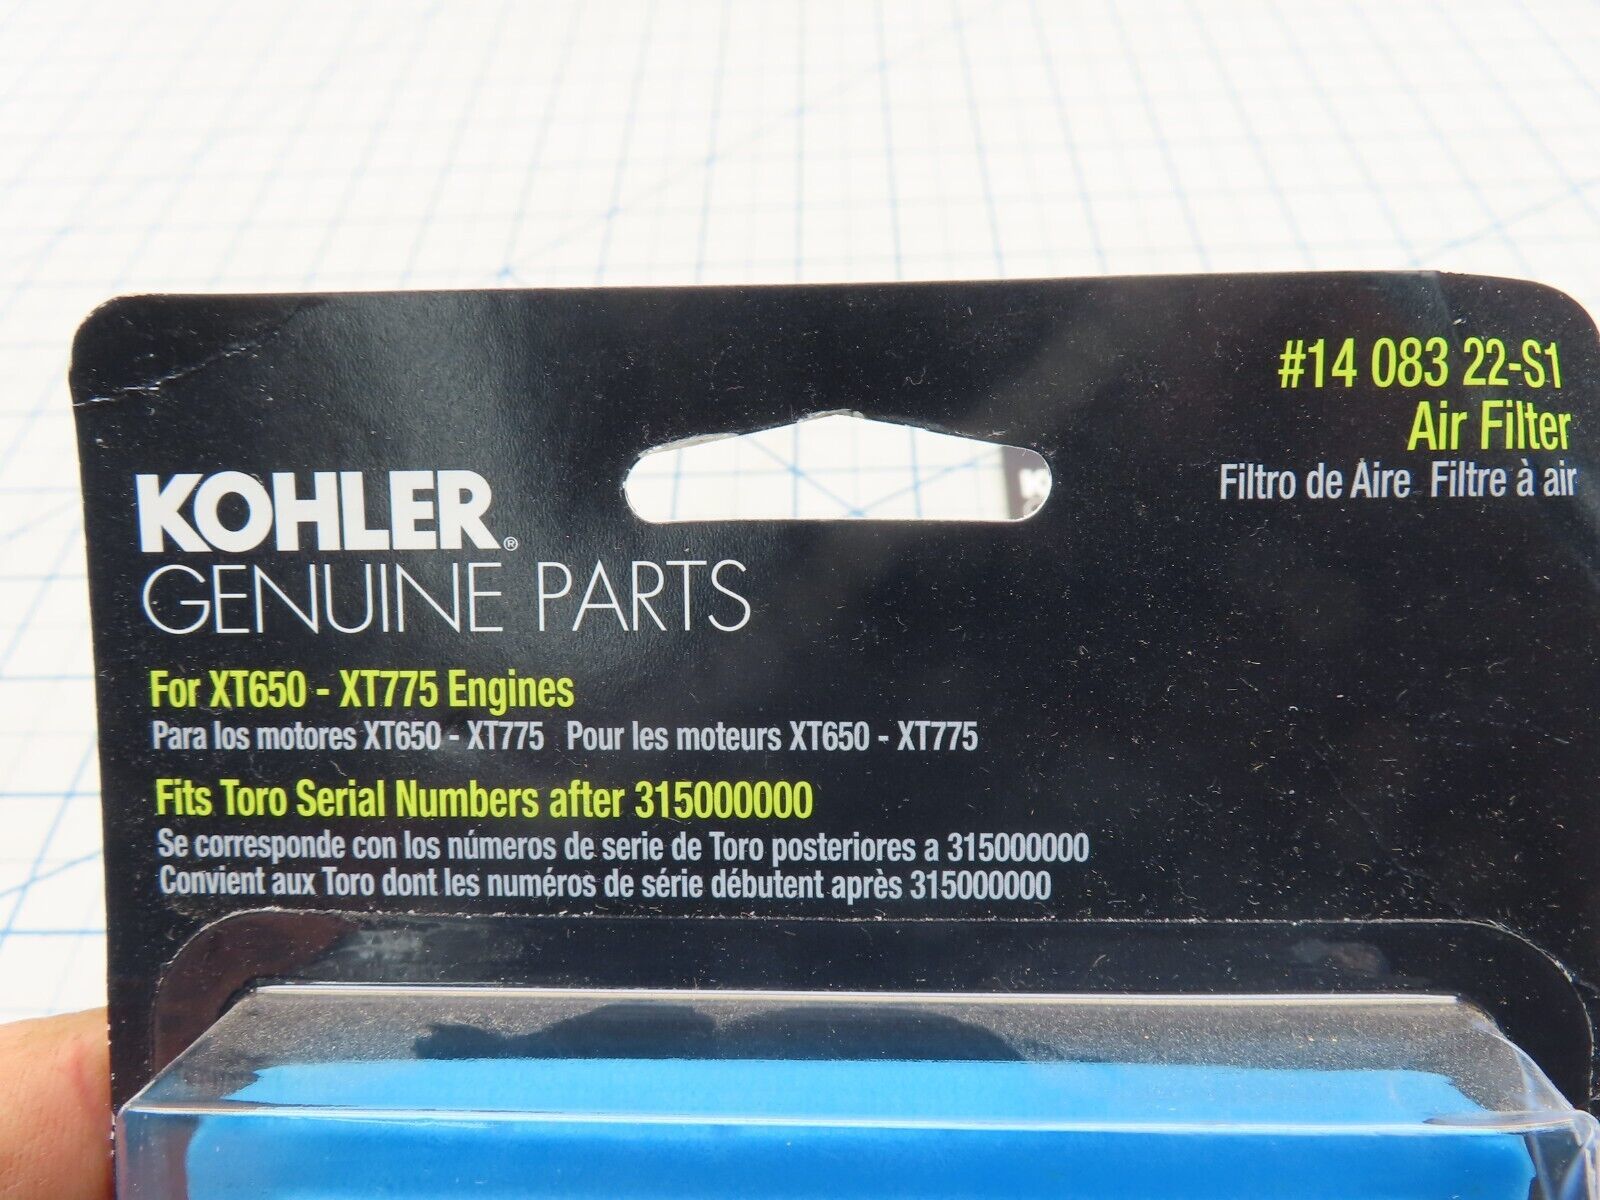 #14 083 22-S1
Air Filter
Filtro de Aire Filtre à air
KOHLER®
GENUINE PARTS
For XT650 - XT775 Engines
Para los motores XT650 - XT775 Pour les moteurs XT650 - XT775
Fits Toro Serial Numbers after 315000000
Se corresponde con los números de serie de Toro posteriores a 315000000
Convient aux Toro dont les numéros de série débutent après 315000000